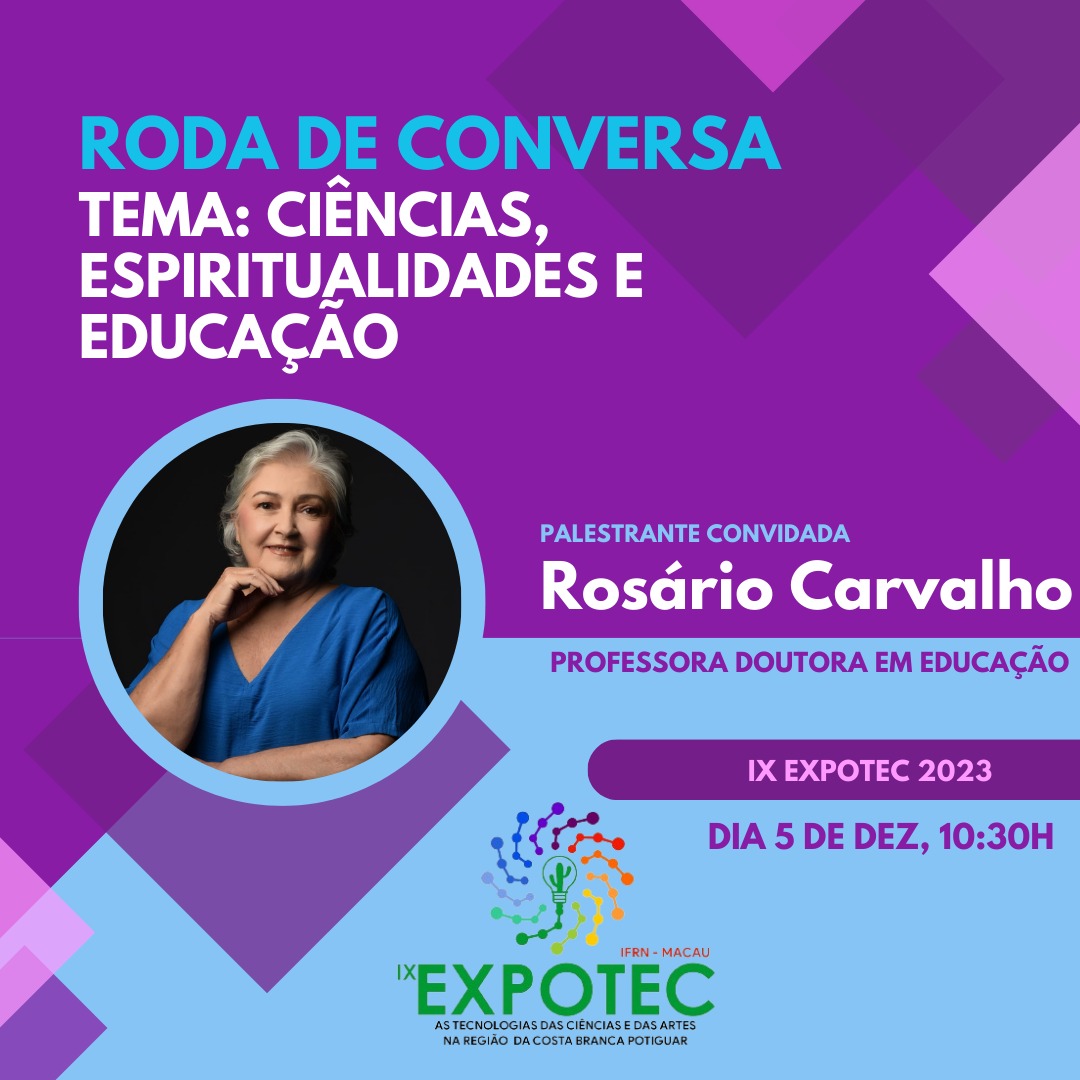 RODA DE CONVERSA
TEMA: CIÊNCIAS,
ESPIRITUALIDADES E
EDUCAÇÃO
PALESTRANTE CONVIDADA
Rosário Carvalho
PROFESSORA DOUTORA EM EDUCAÇÃO
IX EXPOTEC 2023
DIA 5 DE DEZ, 10:30H
IFRN - MACAU
IX EXPOTEC
AS TECNOLOGIAS DAS CIÊNCIAS E DAS ARTES
NA REGIÃO DA COSTA BRANCA POTIGUAR